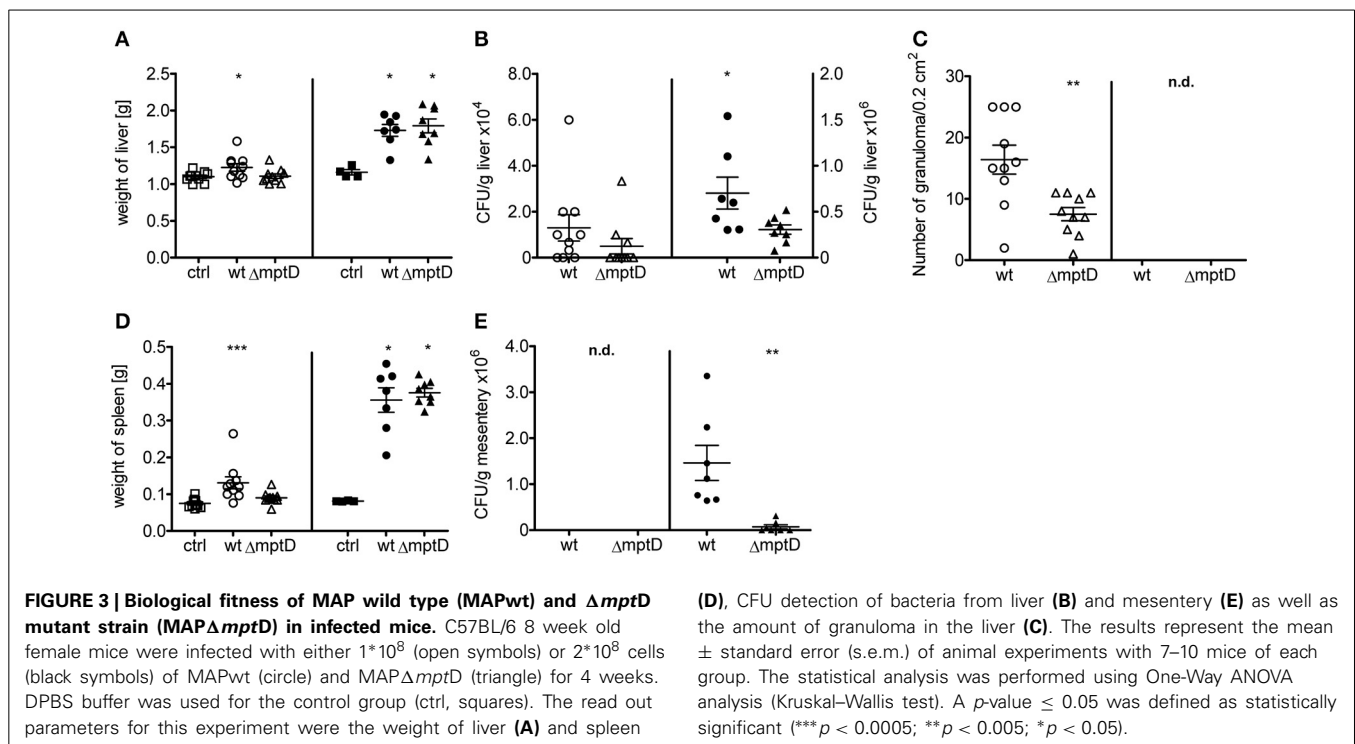 A
weight of liver [g]
2.5
2.0
1.5
1.0
0.5
0.0
*
*
*
ctrl wt ΔmptD
ctrl wt ΔmptD
B
CFU/g liver x10⁴
8.0
6.0
4.0
2.0
0
*
2.0
1.5
1.0
0.5
0.0
CFU/g liver x10⁶
wt ΔmptD
wt ΔmptD
C
Number of granuloma/0.2 cm²
30
20
10
0
**
n.d.
wt ΔmptD
wt ΔmptD
D
weight of spleen [g]
0.5
0.4
0.3
0.2
0.1
0.0
***
*
*
ctrl wt ΔmptD
ctrl wt ΔmptD
E
CFU/g mesentery x10⁶
4.0
3.0
2.0
1.0
0
n.d.
**
wt ΔmptD
wt ΔmptD
FIGURE 3 | Biological fitness of MAP wild type (MAPwt) and ΔmptD
mutant strain (MAPΔmptD) in infected mice. C57BL/6 8 week old
female mice were infected with either 1*10⁸ (open symbols) or 2*10⁸ cells
(black symbols) of MAPwt (circle) and MAPΔmptD (triangle) for 4 weeks.
DPBS buffer was used for the control group (ctrl, squares). The read out
parameters for this experiment were the weight of liver (A) and spleen
(D), CFU detection of bacteria from liver (B) and mesentery (E) as well as
the amount of granuloma in the liver (C). The results represent the mean
± standard error (s.e.m.) of animal experiments with 7–10 mice of each
group. The statistical analysis was performed using One-Way ANOVA
analysis (Kruskal–Wallis test). A p-value ≤ 0.05 was defined as statistically
significant (***p < 0.0005; **p < 0.005; *p < 0.05).